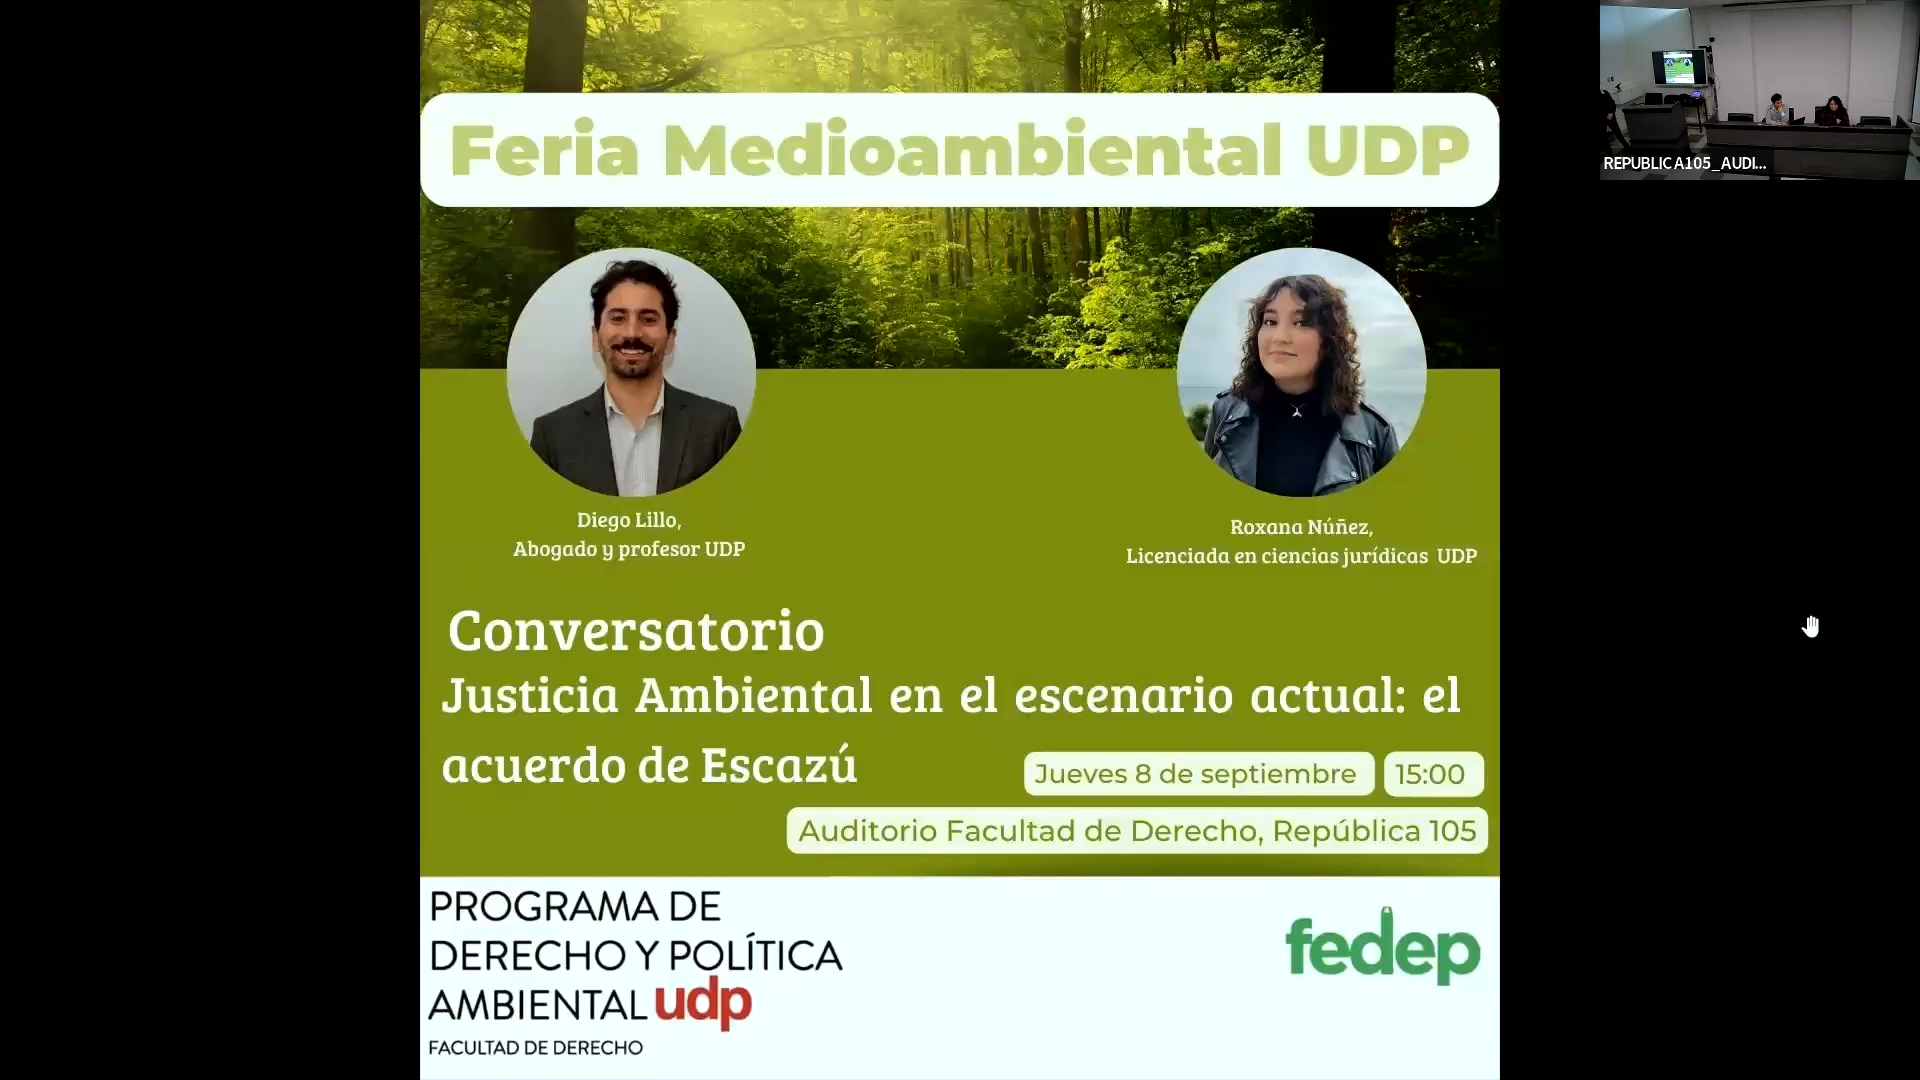 Feria Medioambiental UDP
REPUBLICA105_AUDI...
Diego Lillo,
Abogado y profesor UDP
Roxana Núñez,
Licenciada en ciencias jurídicas UDP
Conversatorio
Justicia Ambiental en el escenario actual: el
acuerdo de Escazú
Jueves 8 de septiembre
15:00
Auditorio Facultad de Derecho, República 105
PROGRAMA DE
DERECHO Y POLÍTICA
AMBIENTAL udp
FACULTAD DE DERECHO
fedep